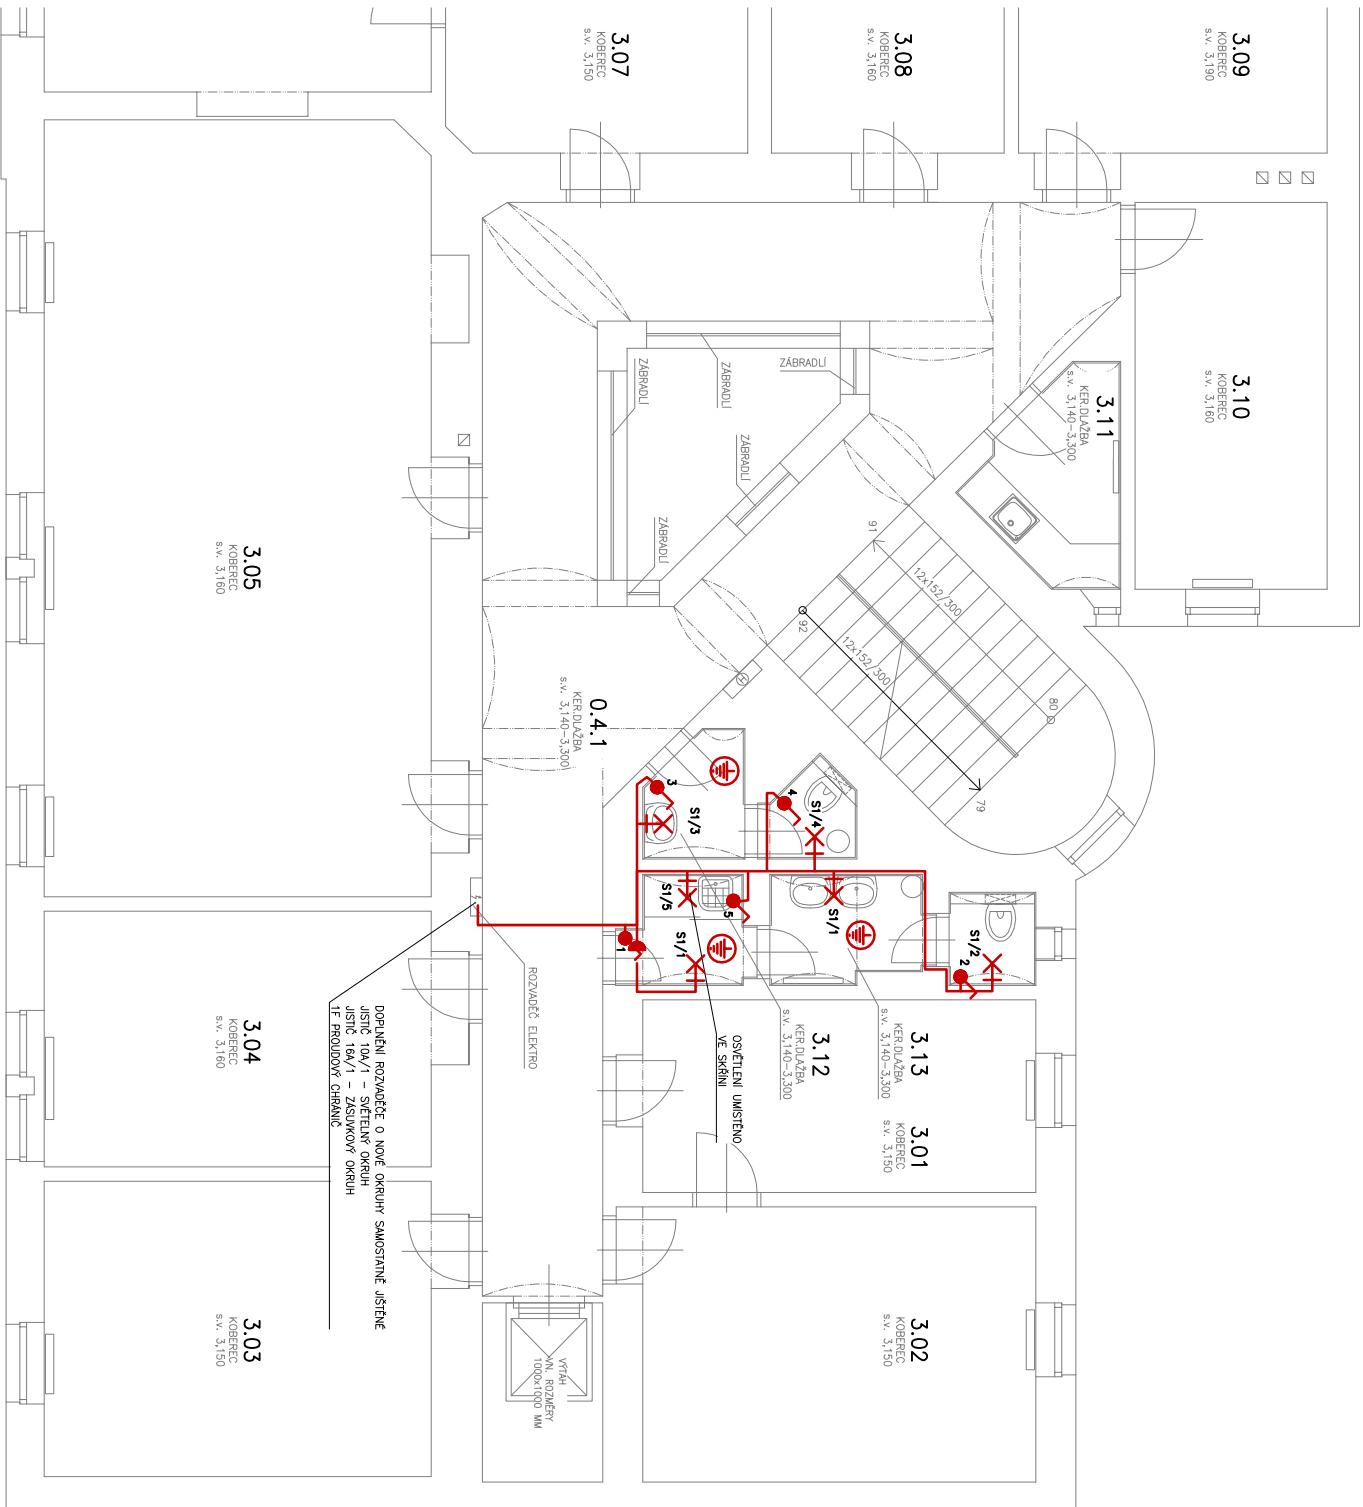 3.07
KOBEREC
s.v. 3,150
3.08
KOBEREC
s.v. 3,160
3.09
KOBEREC
s.v. 3,190
3.10
KOBEREC
s.v. 3,160
3.11
KER.DLAŽBA
s.v. 3,140-3,300
ZÁBRADLÍ
ZÁBRADLÍ
ZÁBRADLÍ
ZÁBRADLÍ
ZÁBRADLÍ
3.05
KOBEREC
s.v. 3,160
91
12x152/300
92
12x152/300
80
79
0.4.1
KER.DLAŽBA
s.v. 3,140-3,300
3
S1/3
4
S1/4
S1/5
5
S1/1
S1/1
1
S1/2
2
ROZVADĚČ ELEKTRO
DOPLNĚNÍ ROZVADĚČE O NOVÉ OKRUHY SAMOSTATNĚ JIŠTĚNÉ
JISTIČ 10A/1 - SVĚTELNÝ OKRUH
JISTIČ 16A/1 - ZÁSUVKOVÝ OKRUH
1F PROUDOVÝ CHRÁNIČ
OSVĚTLENÍ UMÍSTĚNO
VE SKŘÍNI
3.12
KER.DLAŽBA
s.v. 3,140-3,300
3.13
KER.DLAŽBA
s.v. 3,140-3,300
3.01
KOBEREC
s.v. 3,150
3.04
KOBEREC
s.v. 3,160
3.03
KOBEREC
s.v. 3,150
3.02
KOBEREC
s.v. 3,150
VÝTAH
VN. ROZMĚRY
1000x1000 MM